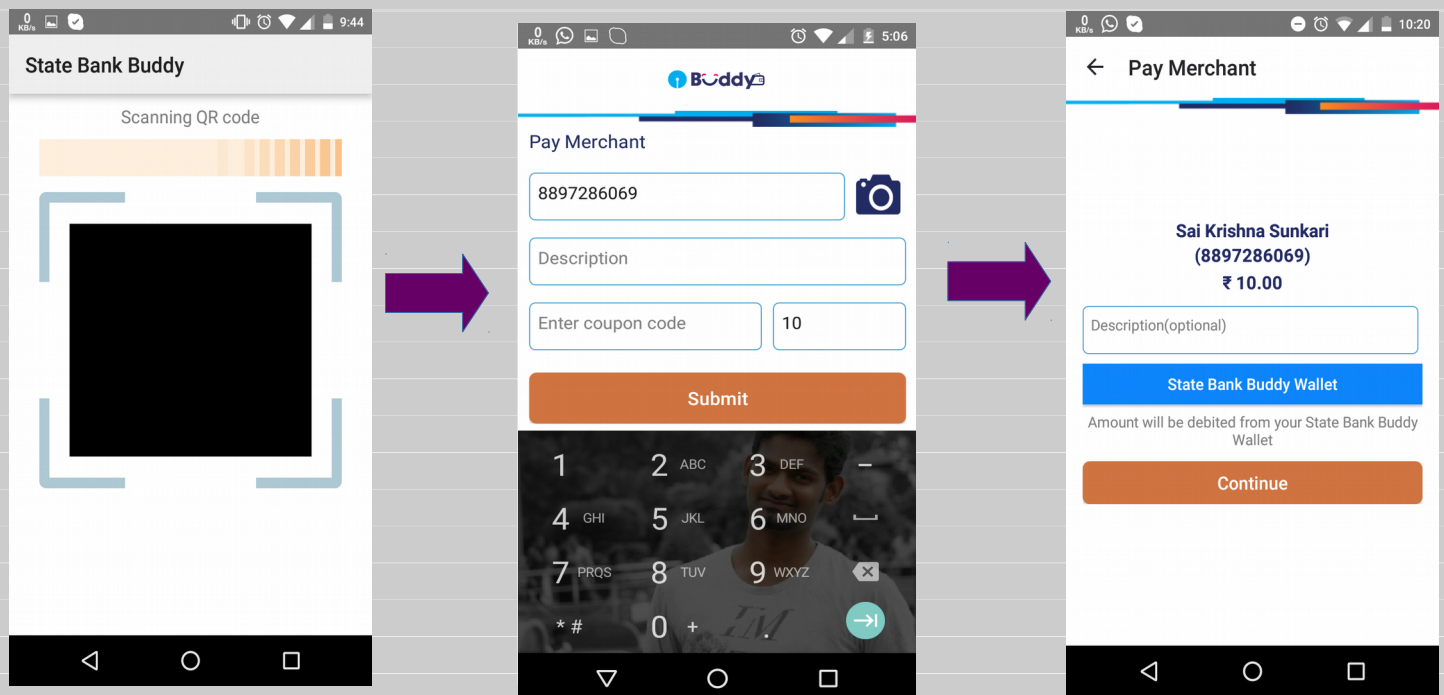 0
KB/s
9:44
State Bank Buddy
Scanning QR code
0
KB/s
5:06
Buddy
Pay Merchant
8897286069
Description
Enter coupon code
10
Submit
1
2 ABC
3 DEF
–
4 GHI
5 JKL
6 MNO
7 PRQS
8 TUV
9 WXYZ
* #
0 +
.
0
KB/s
10:20
Pay Merchant
Sai Krishna Sunkari
(8897286069)
₹ 10.00
Description(optional)
State Bank Buddy Wallet
Amount will be debited from your State Bank Buddy
Wallet
Continue